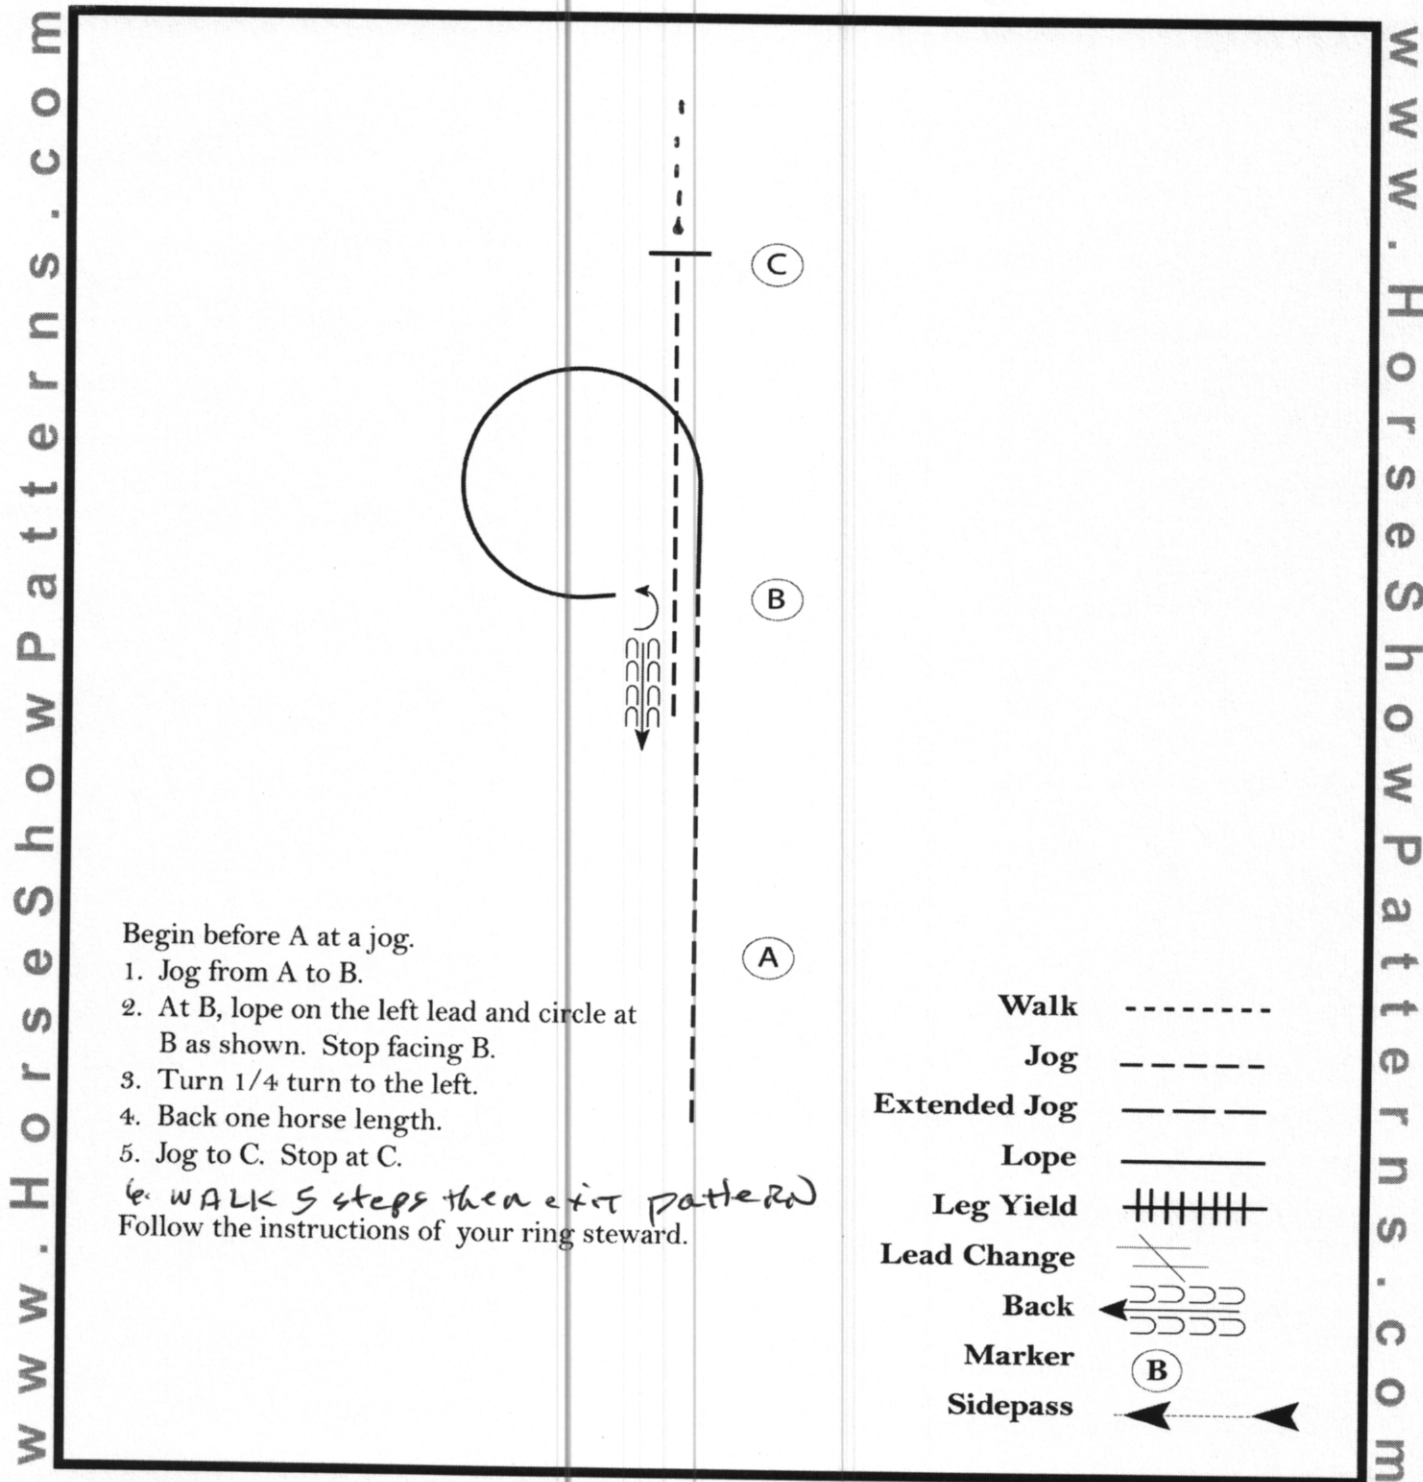 www.HorseShowPatterns.com
www.HorseShowPatterns.com
C
B
A
Begin before A at a jog.
1. Jog from A to B.
2. At B, lope on the left lead and circle at
B as shown. Stop facing B.
3. Turn 1/4 turn to the left.
4. Back one horse length.
5. Jog to C. Stop at C.
6. WALK 5 steps then exit patteRN
Follow the instructions of your ring steward.
Walk
Jog
Extended Jog
Lope
Leg Yield
Lead Change
Back
Marker
B
Sidepass